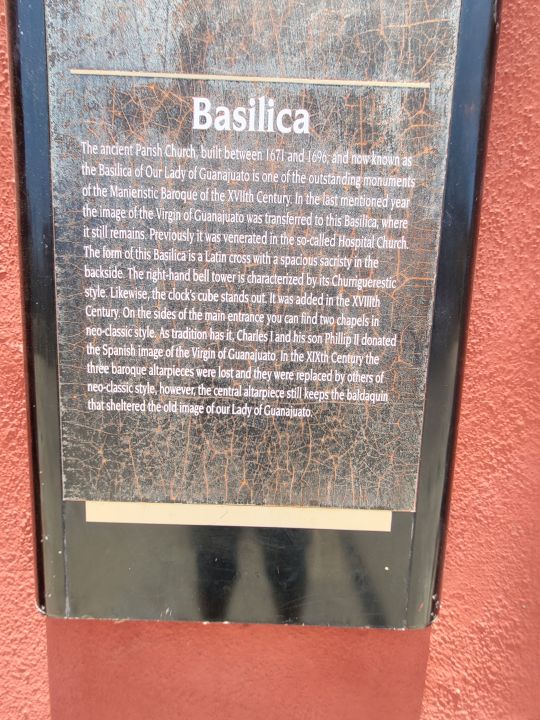 Basilica
The ancient Parish Church, built between 1671 and 1696, and now known as
the Basilica of Our Lady of Guanajuato is one of the outstanding monuments
of the Manieristic Baroque of the XVIIth Century. In the last mentioned year
the image of the Virgin of Guanajuato was transferred to this Basilica, where
it still remains. Previously it was venerated in the so-called Hospital Church.
The form of this Basilica is a Latin cross with a spacious sacristy in the
backside. The right-hand bell tower is characterized by its Churriguerestic
style. Likewise, the clock's cube stands out. It was added in the XVIIIth
Century. On the sides of the main entrance you can find two chapels in
neo-classic style. As tradition has it, Charles I and his son Phillip II donated
the Spanish image of the Virgin of Guanajuato. In the XIXth Century the
three baroque altarpieces were lost and they were replaced by others of
neo-classic style, however, the central altarpiece still keeps the baldaquin
that sheltered the old image of our Lady of Guanajuato.